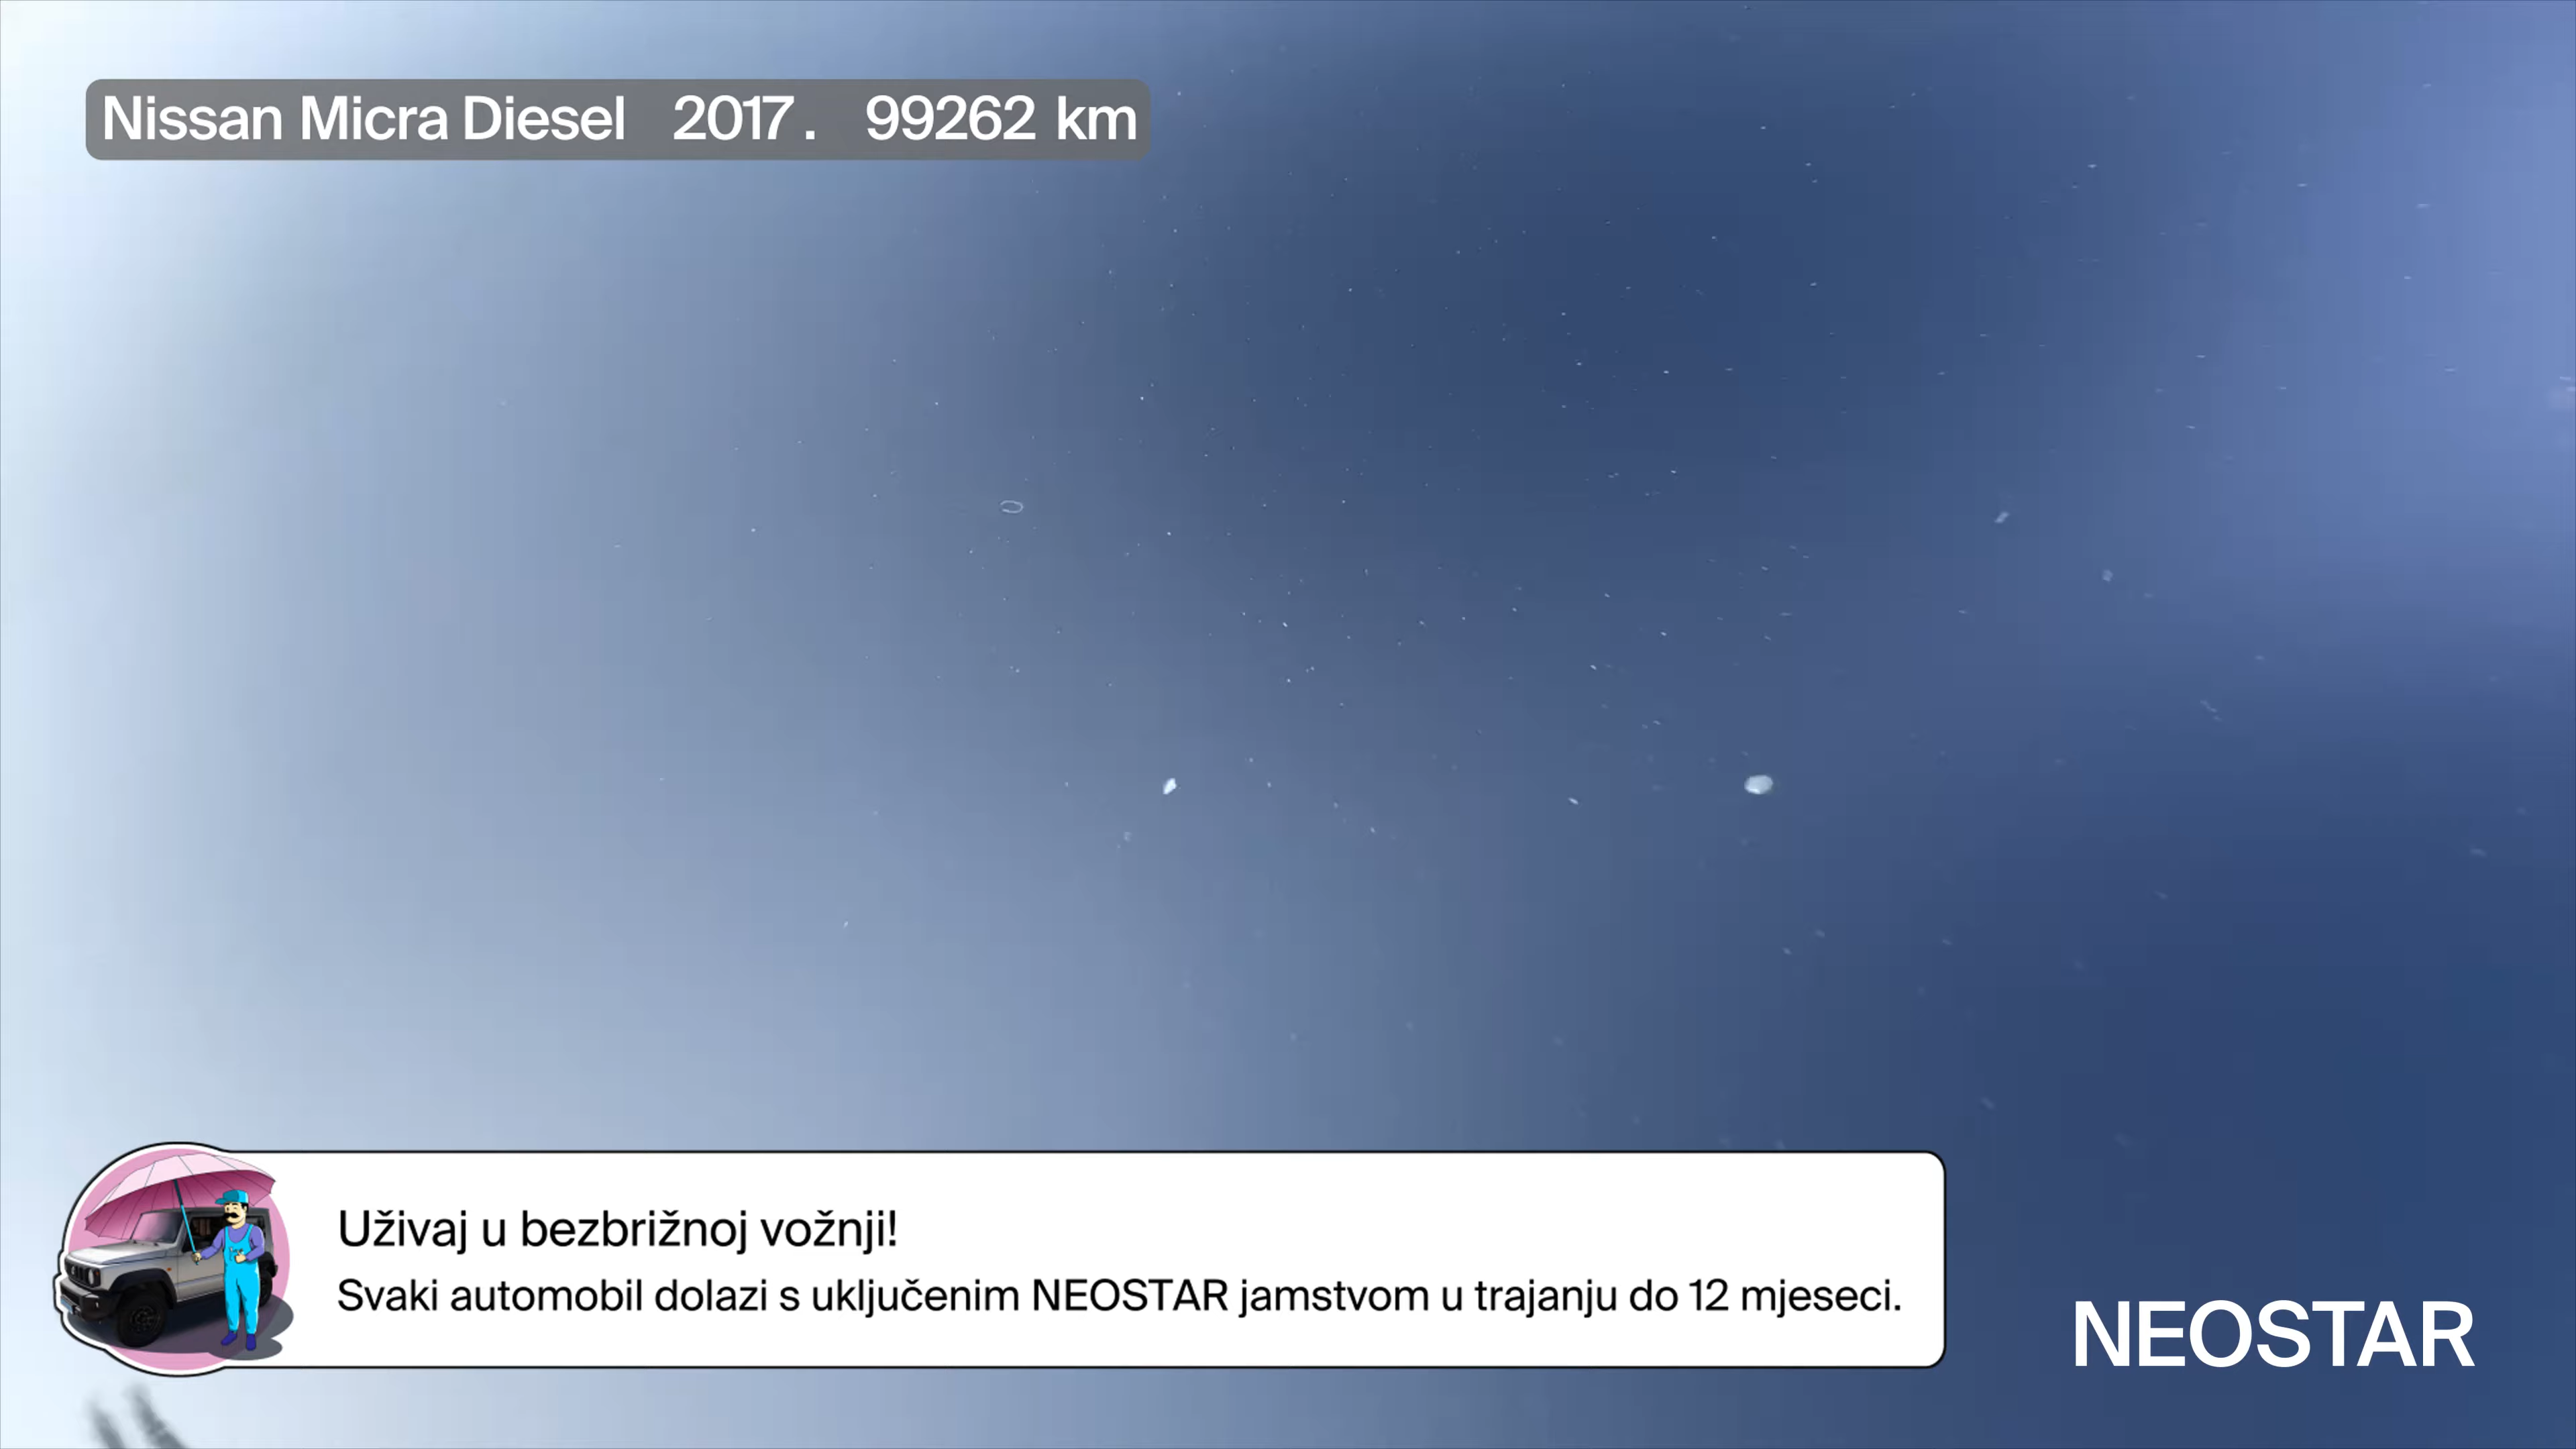 Nissan Micra Diesel 2017. 99262 km
Uživaj u bezbrižnoj vožnji!
Svaki automobil dolazi s uključenim NEOSTAR jamstvom u trajanju do 12 mjeseci.
NEOSTAR